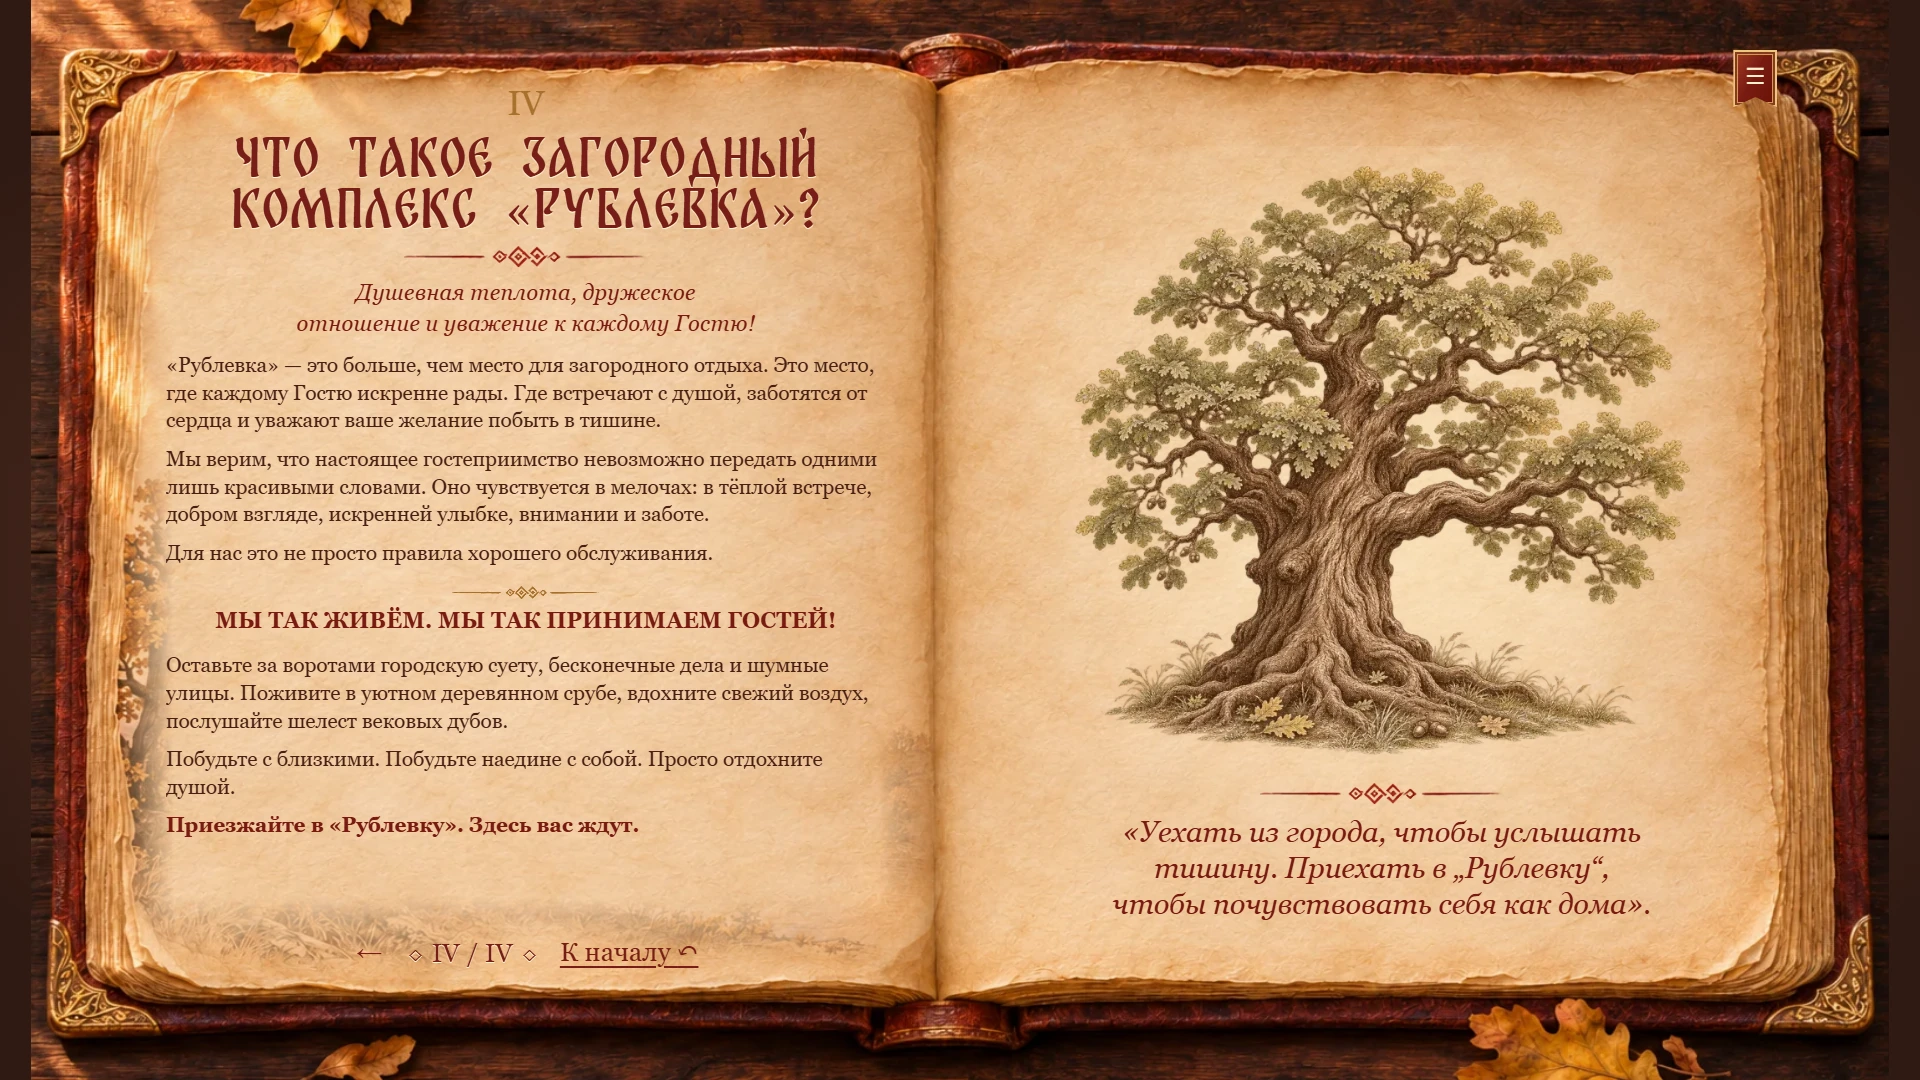 IV
ЧТО ТАКОЕ ЗАГОРОДНЫЙ
КОМПЛЕКС «РУБЛЕВКА»?
Душевная теплота, дружеское
отношение и уважение к каждому Гостю!
«Рублевка» — это больше, чем место для загородного отдыха. Это место,
где каждому Гостю искренне рады. Где встречают с душой, заботятся от
сердца и уважают ваше желание побыть в тишине.
Мы верим, что настоящее гостеприимство невозможно передать одними
лишь красивыми словами. Оно чувствуется в мелочах: в тёплой встрече,
добром взгляде, искренней улыбке, внимании и заботе.
Для нас это не просто правила хорошего обслуживания.
МЫ ТАК ЖИВЁМ. МЫ ТАК ПРИНИМАЕМ ГОСТЕЙ!
Оставьте за воротами городскую суету, бесконечные дела и шумные
улицы. Поживите в уютном деревянном срубе, вдохните свежий воздух,
послушайте шелест вековых дубов.
Побудьте с близкими. Побудьте наедине с собой. Просто отдохните
душой.
Приезжайте в «Рублевку». Здесь вас ждут.
← ◇ IV / IV ◇ К началу ↶
«Уехать из города, чтобы услышать
тишину. Приехать в „Рублевку“,
чтобы почувствовать себя как дома».